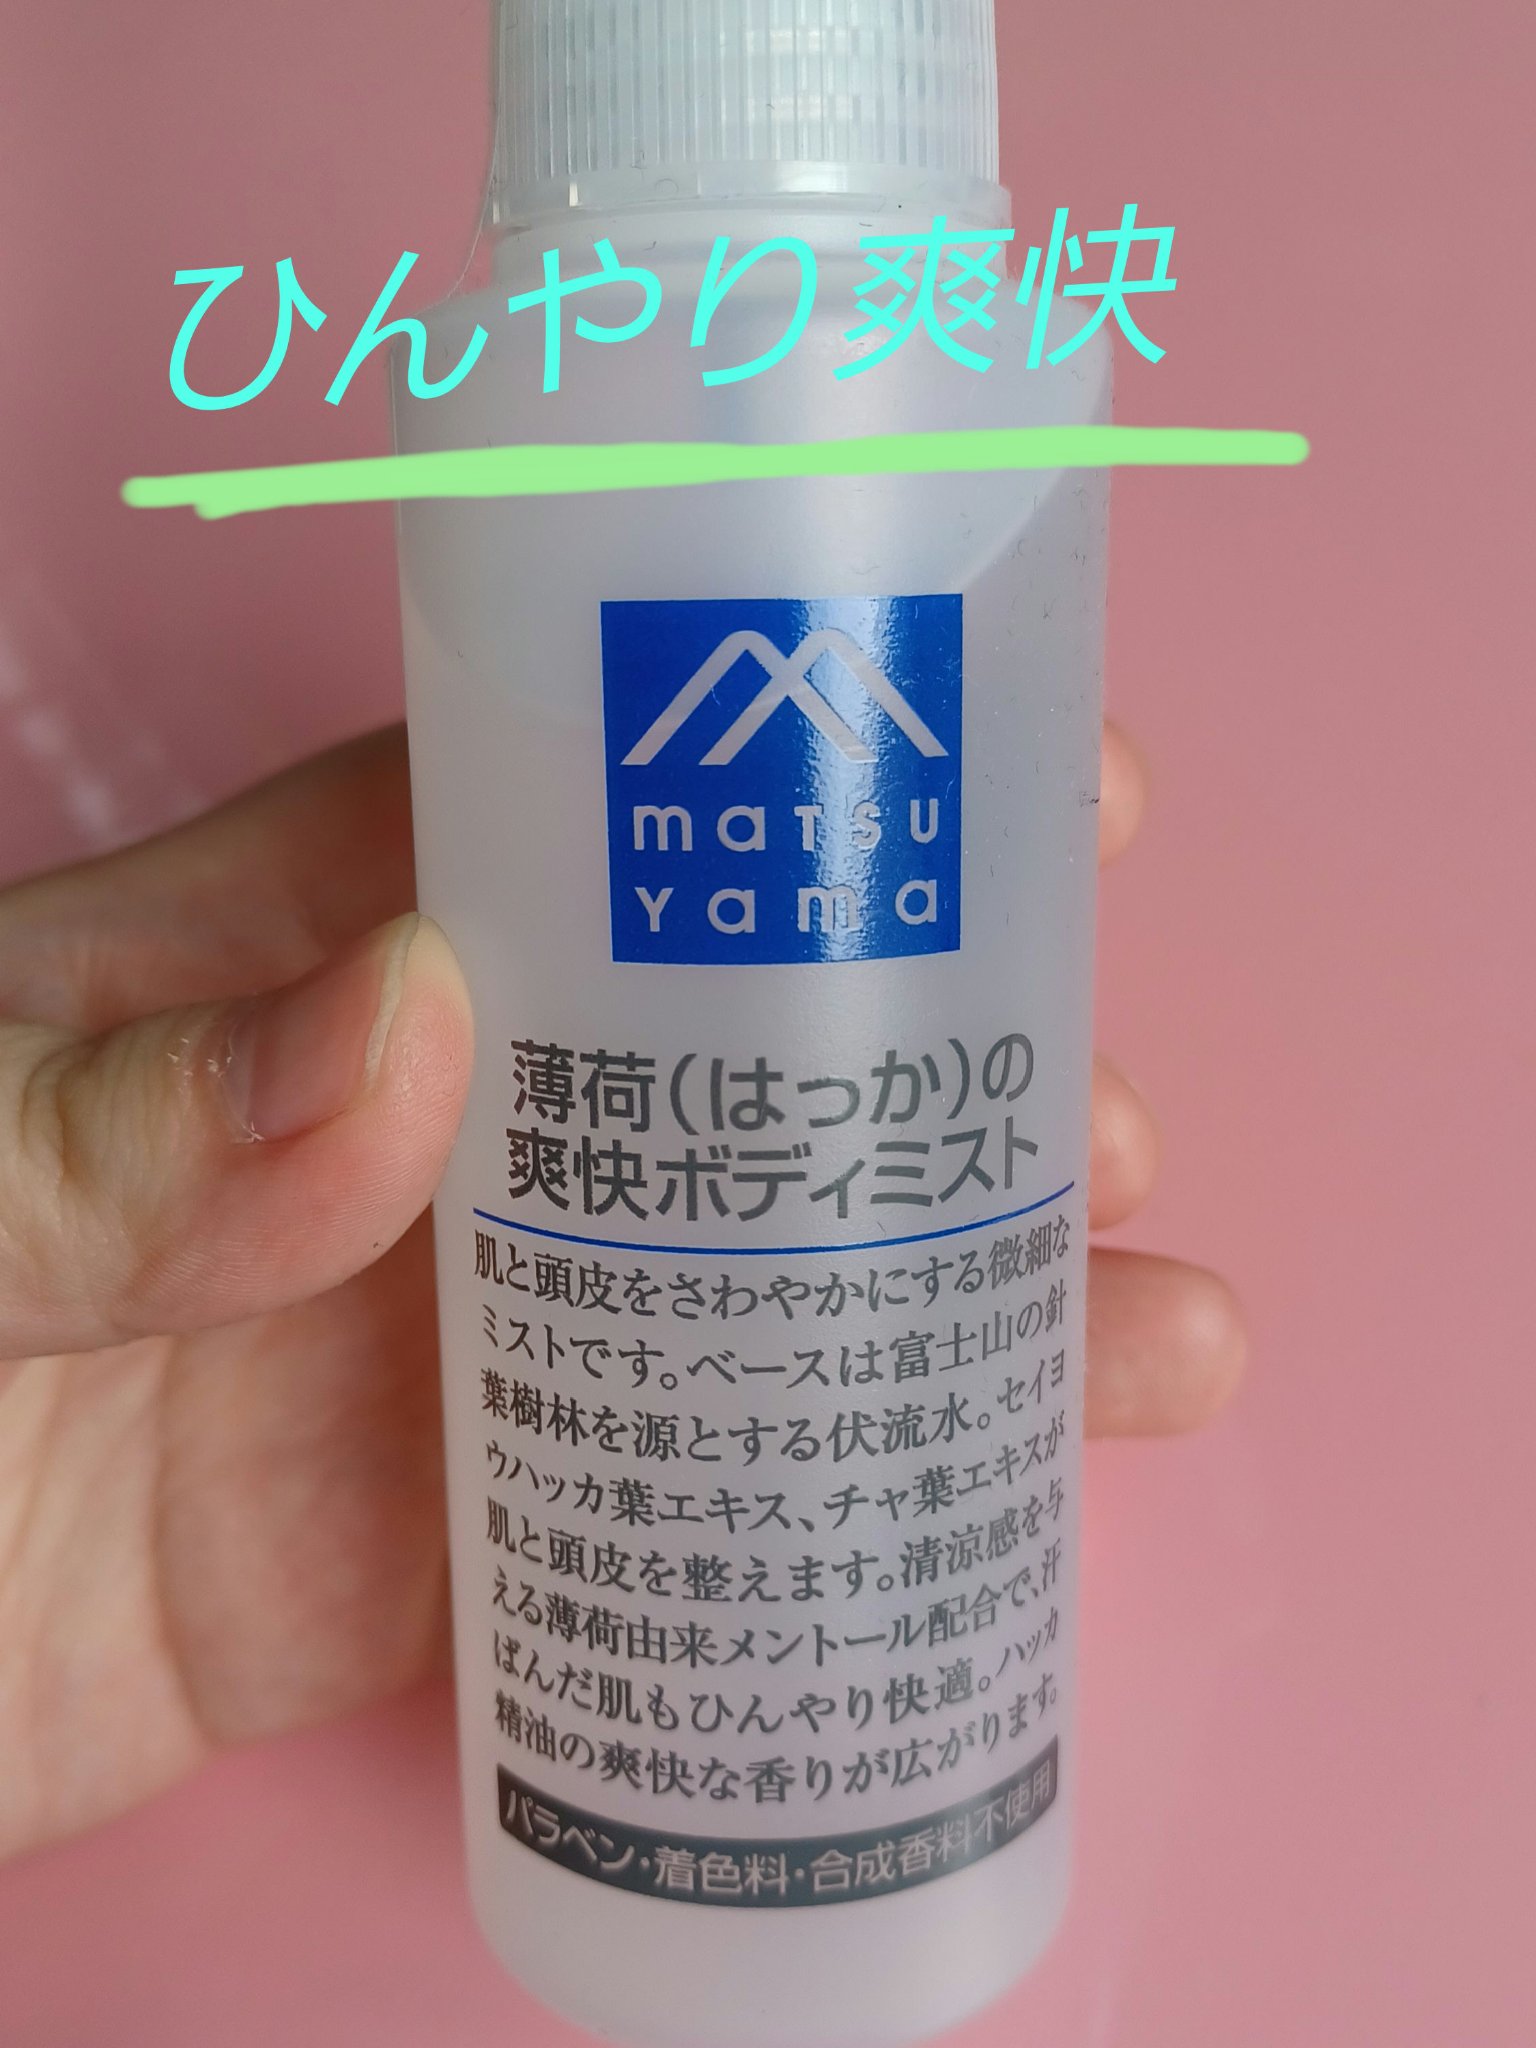 ひんやり爽快
matsu
yama
薄荷(はっか)の
爽快ボディミスト
肌と頭皮をさわやかにする微細な
ミストです。ベースは富士山の針
葉樹林を源とする伏流水。セイヨ
ウハッカ葉エキス、チャ葉エキスが
肌と頭皮を整えます。清涼感を与
える薄荷由来メントール配合で、汗
ばんだ肌もひんやり快適。ハッカ
精油の爽快な香りが広がります。
パラベン・着色料・合成香料不使用